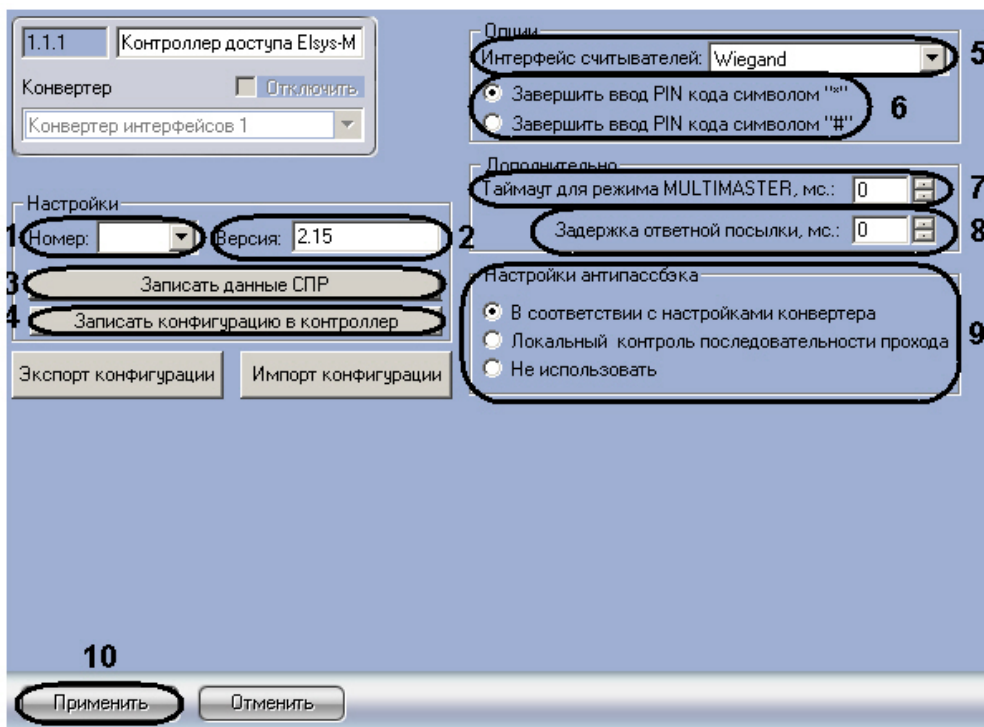 1.1.1 Контроллер доступа Elsys-M
Конвертер Отключить
Конвертер интерфейсов 1
Настройки
1 Номер: Версия: 2.15 2
3 Записать данные СПР
4 Записать конфигурацию в контроллер
Экспорт конфигурации Импорт конфигурации
Опции
Интерфейс считывателей: Wiegand 5
Завершить ввод PIN кода символом "*"
6
Завершить ввод PIN кода символом "#"
Дополнительно
Таймаут для режима MULTIMASTER, мс.: 0 7
Задержка ответной посылки, мс.: 0 8
Настройки антипассбэка
В соответствии с настройками конвертера
Локальный контроль последовательности прохода 9
Не использовать
10
Применить Отменить